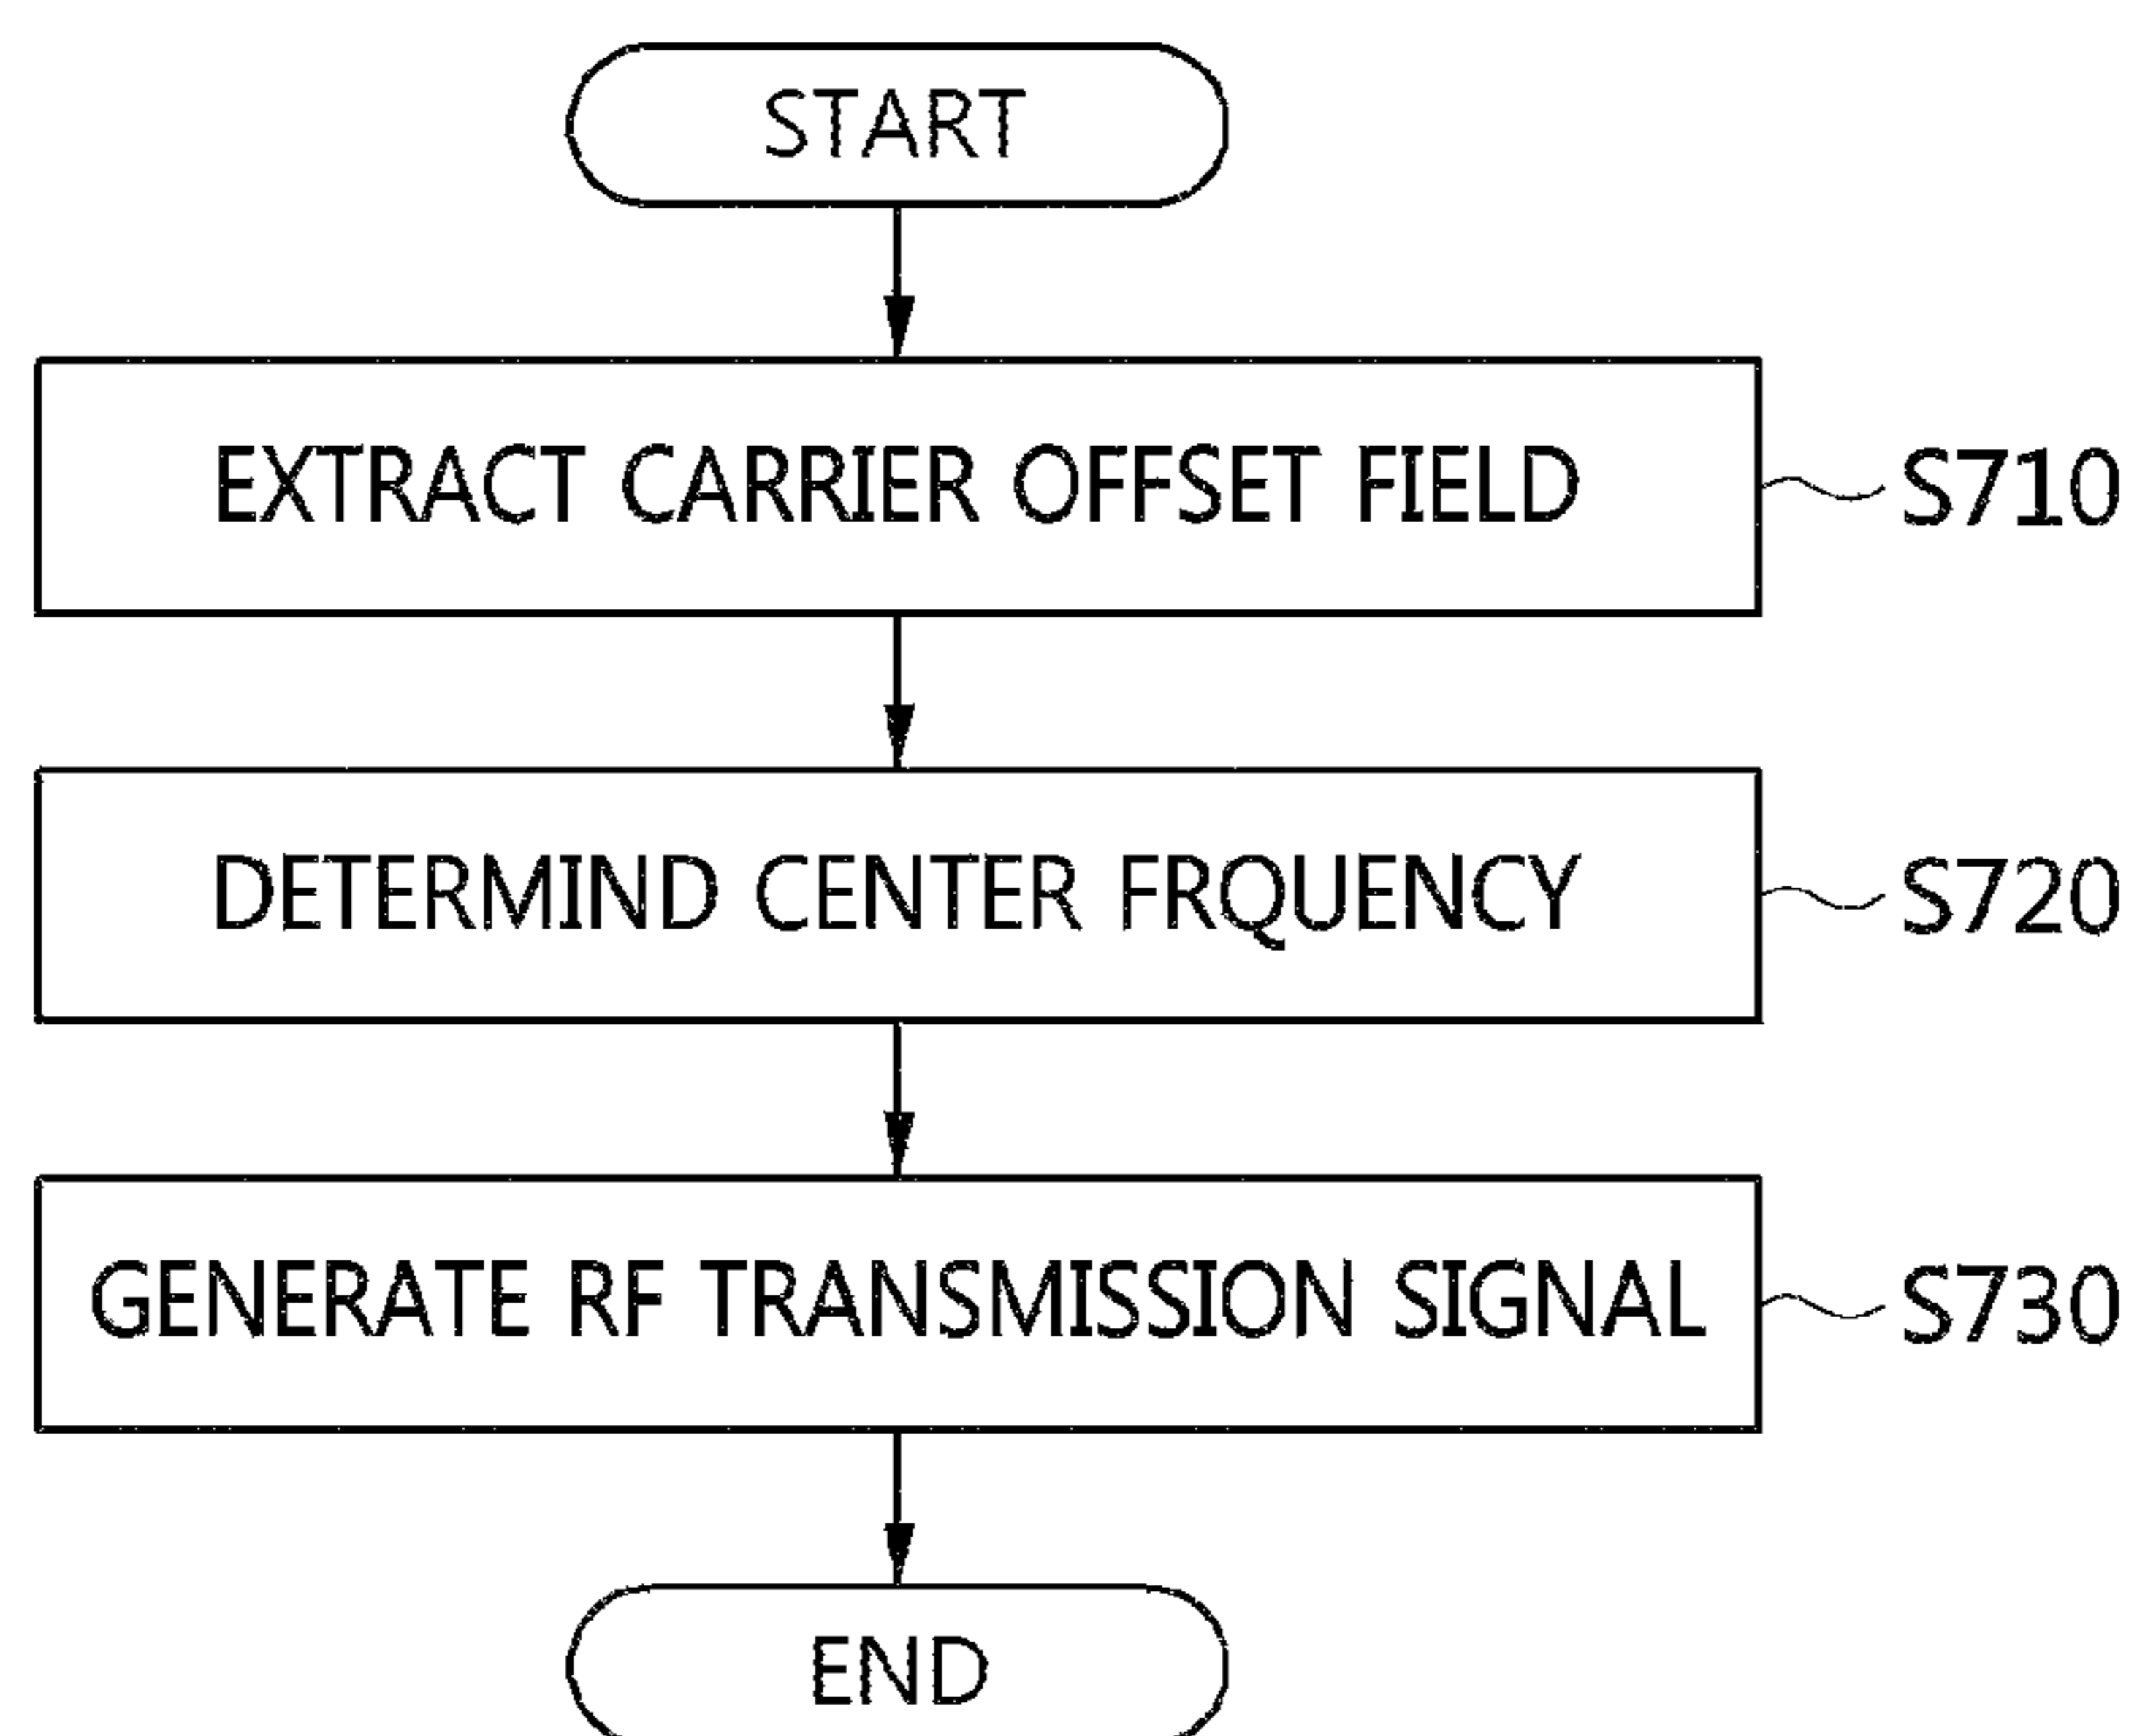 START
EXTRACT CARRIER OFFSET FIELD S710
DETERMIND CENTER FRQUENCY S720
GENERATE RF TRANSMISSION SIGNAL S730
END